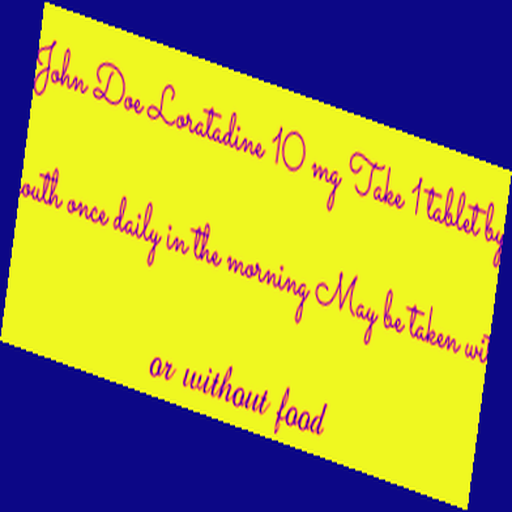 John Doe Loratadine 10 mg Take 1 tablet by
outh once daily in the morning May be taken wi
or without food